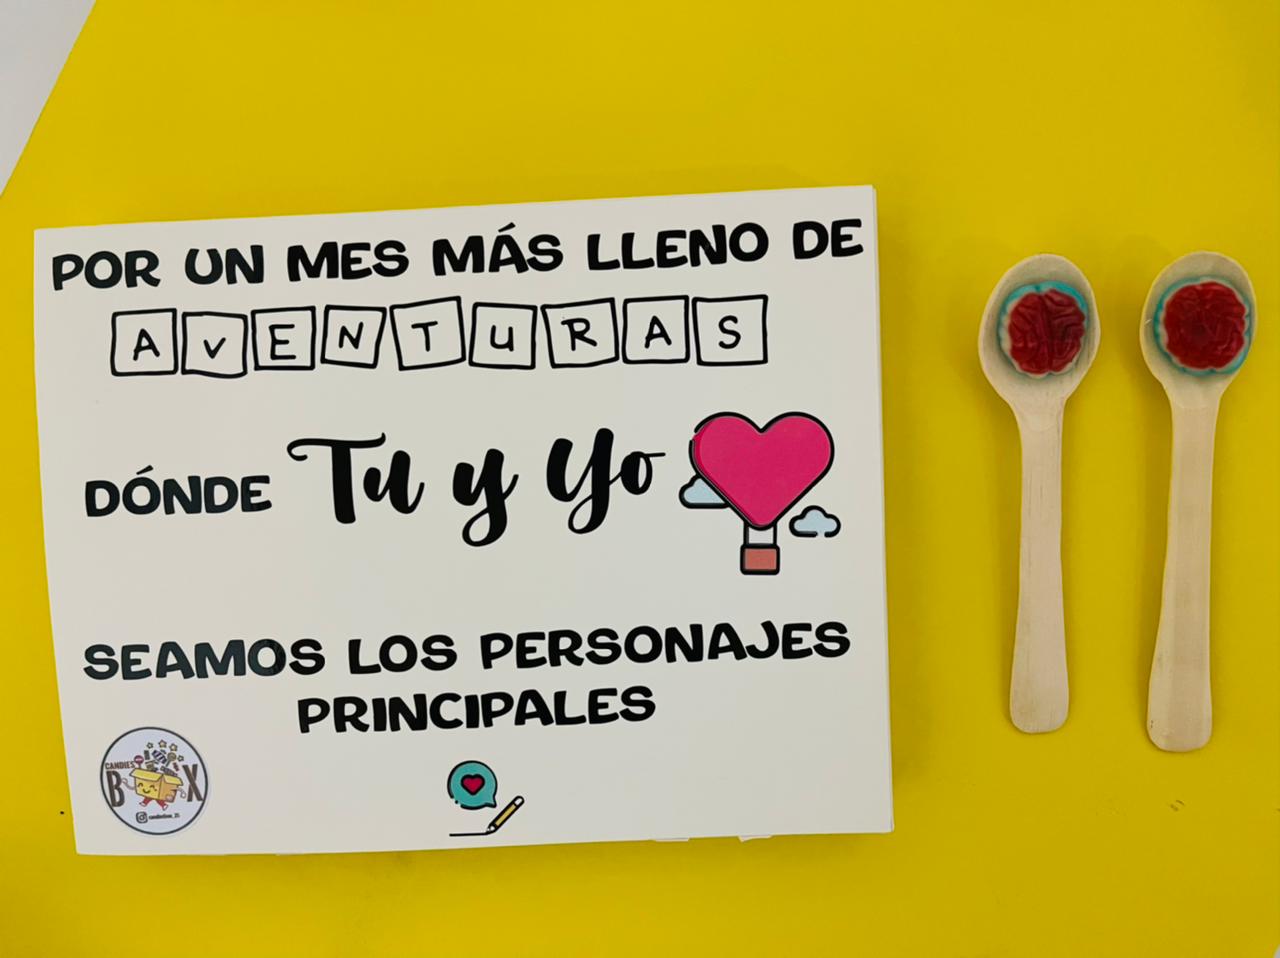 POR UN MES MÁS LLENO DE
AVENTURAS
DÓNDE Tu y Yo
SEAMOS LOS PERSONAJES
PRINCIPALES
CANDIES
BOX